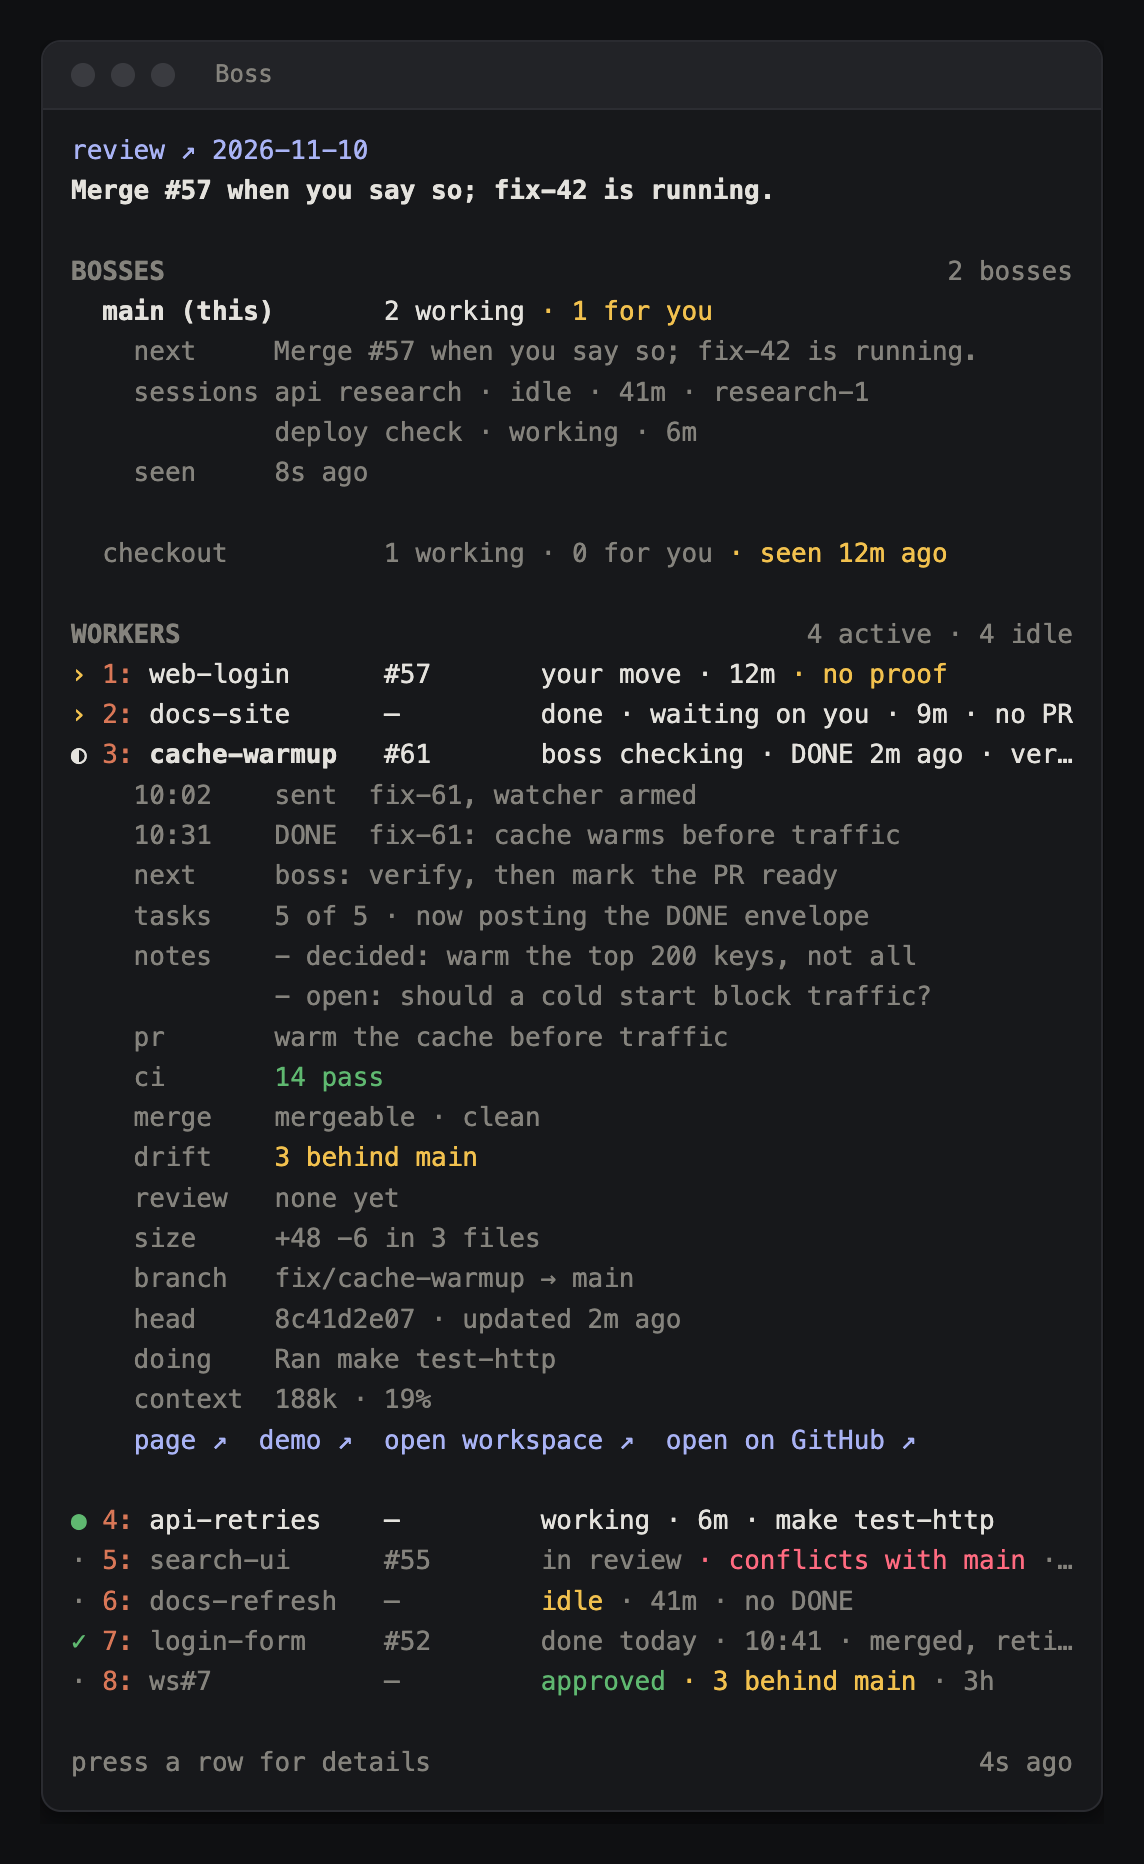 Boss
review ↗ 2026-11-10
Merge #57 when you say so; fix-42 is running.
BOSSES 2 bosses
main (this) 2 working · 1 for you
next Merge #57 when you say so; fix-42 is running.
sessions api research · idle · 41m · research-1
deploy check · working · 6m
seen 8s ago
checkout 1 working · 0 for you · seen 12m ago
WORKERS 4 active · 4 idle
› 1: web-login #57 your move · 12m · no proof
› 2: docs-site — done · waiting on you · 9m · no PR
◐ 3: cache-warmup #61 boss checking · DONE 2m ago · ver…
10:02 sent fix-61, watcher armed
10:31 DONE fix-61: cache warms before traffic
next boss: verify, then mark the PR ready
tasks 5 of 5 · now posting the DONE envelope
notes - decided: warm the top 200 keys, not all
- open: should a cold start block traffic?
pr warm the cache before traffic
ci 14 pass
merge mergeable · clean
drift 3 behind main
review none yet
size +48 -6 in 3 files
branch fix/cache-warmup → main
head 8c41d2e07 · updated 2m ago
doing Ran make test-http
context 188k · 19%
page ↗ demo ↗ open workspace ↗ open on GitHub ↗
● 4: api-retries — working · 6m · make test-http
· 5: search-ui #55 in review · conflicts with main ·…
· 6: docs-refresh — idle · 41m · no DONE
✓ 7: login-form #52 done today · 10:41 · merged, reti…
· 8: ws#7 — approved · 3 behind main · 3h
press a row for details 4s ago